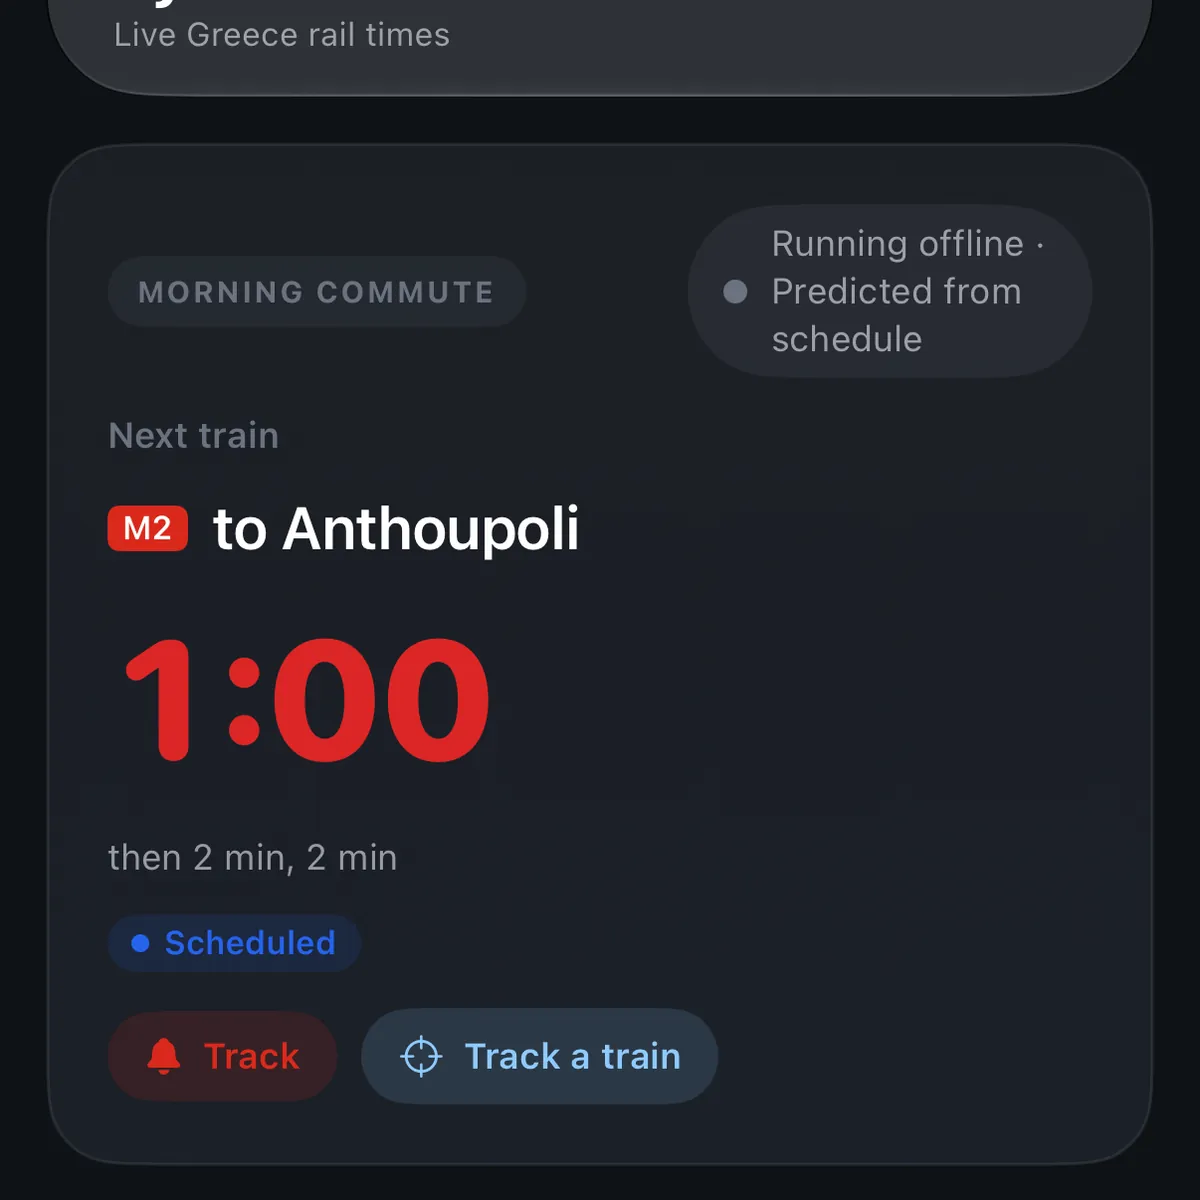 Live Greece rail times
MORNING COMMUTE
Running offline ·
Predicted from
schedule
Next train
M2 to Anthoupoli
1:00
then 2 min, 2 min
Scheduled
Track
Track a train